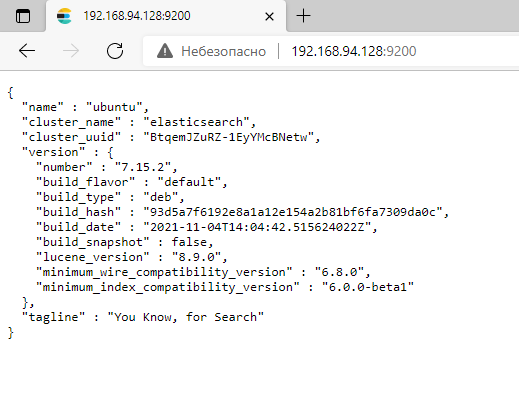 192.168.94.128:9200
Небезопасно 192.168.94.128:9200
{
  "name" : "ubuntu",
  "cluster_name" : "elasticsearch",
  "cluster_uuid" : "BtqemJZuRZ-1EyYMcBNetw",
  "version" : {
    "number" : "7.15.2",
    "build_flavor" : "default",
    "build_type" : "deb",
    "build_hash" : "93d5a7f6192e8a1a12e154a2b81bf6fa7309da0c",
    "build_date" : "2021-11-04T14:04:42.515624022Z",
    "build_snapshot" : false,
    "lucene_version" : "8.9.0",
    "minimum_wire_compatibility_version" : "6.8.0",
    "minimum_index_compatibility_version" : "6.0.0-beta1"
  },
  "tagline" : "You Know, for Search"
}